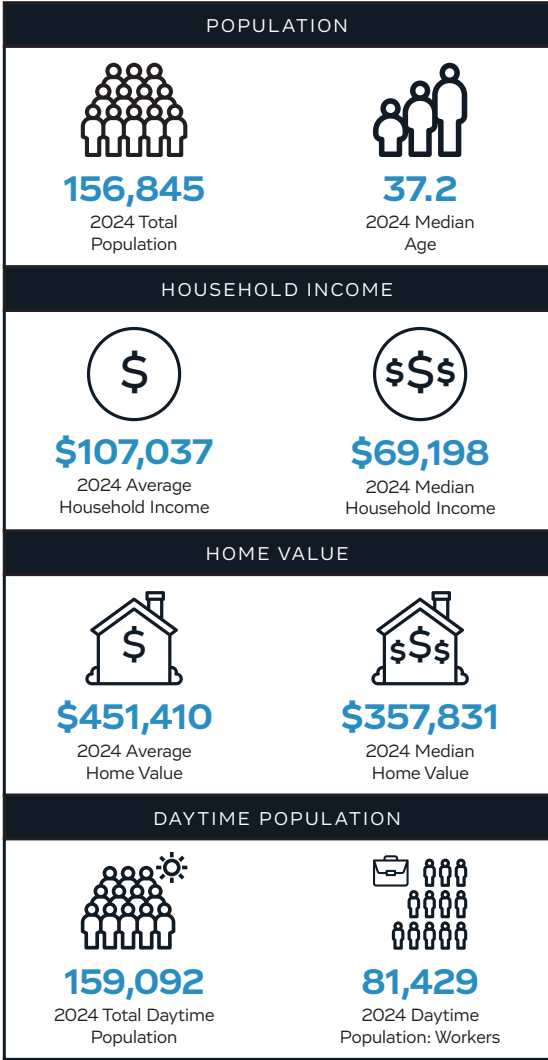 POPULATION
156,845
2024 Total
Population
37.2
2024 Median
Age
HOUSEHOLD INCOME
$
$107,037
2024 Average
Household Income
$$$
$69,198
2024 Median
Household Income
HOME VALUE
$
$451,410
2024 Average
Home Value
$$$
$357,831
2024 Median
Home Value
DAYTIME POPULATION
159,092
2024 Total Daytime
Population
81,429
2024 Daytime
Population: Workers